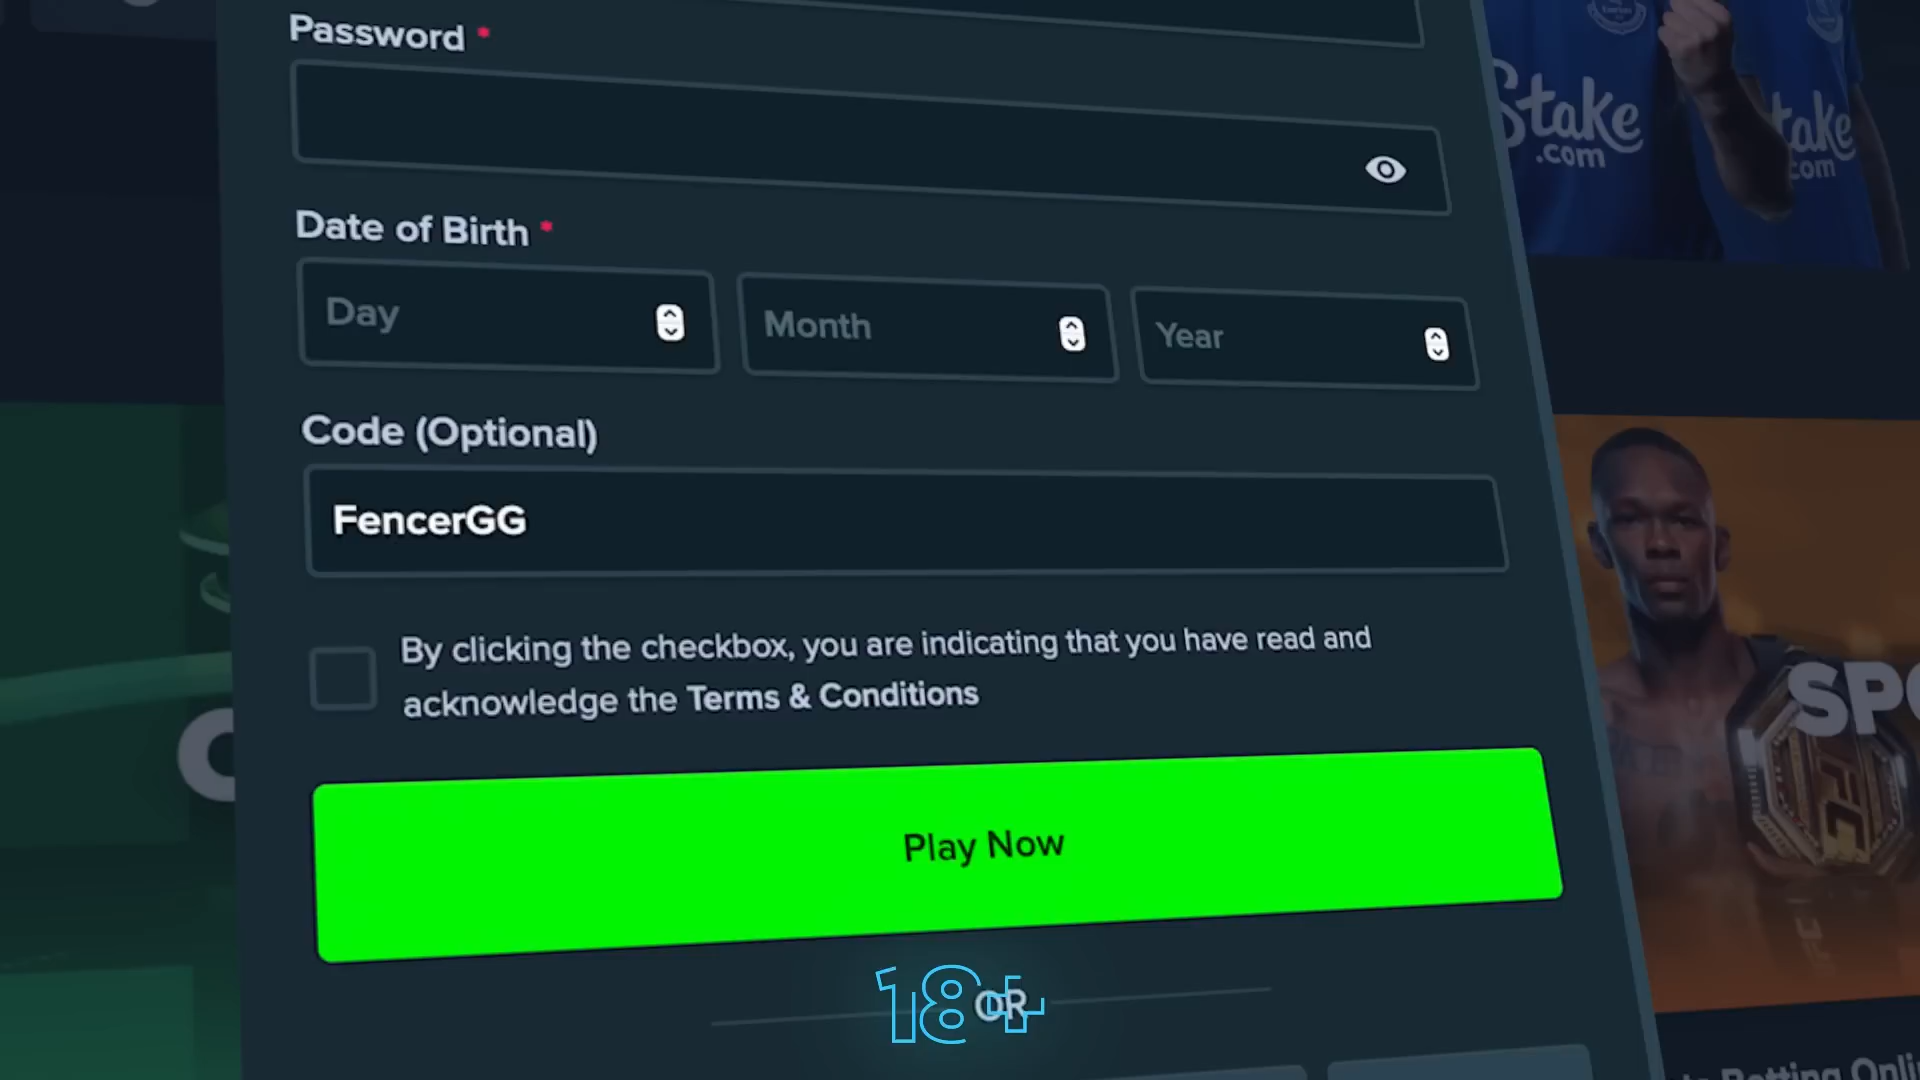 Password *
Stake
.com
take
.com
Date of Birth *
Day
Month
Year
Code (Optional)
FencerGG
By clicking the checkbox, you are indicating that you have read and
acknowledge the Terms & Conditions
Play Now
OR
18+
Betting